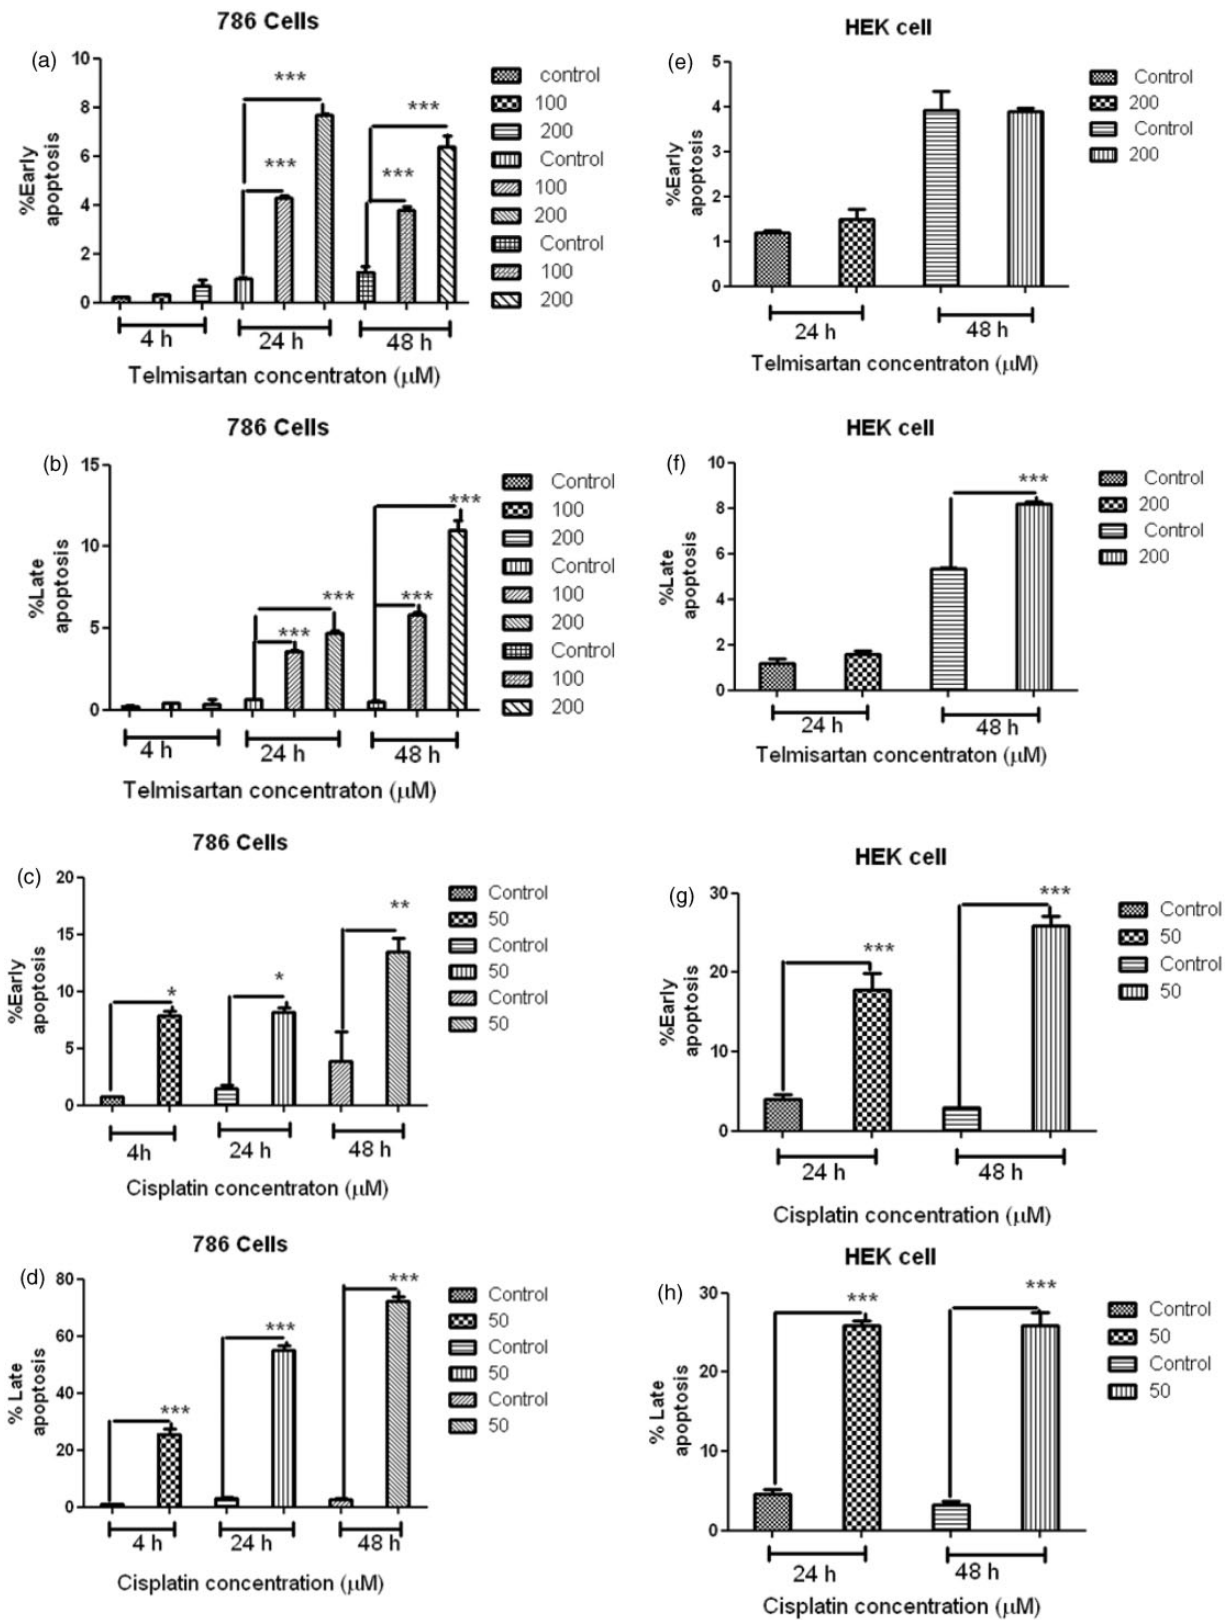 786 Cells
(a)
10
8
6
4
2
0
%Early
apoptosis
***
***
***
***
control
100
200
Control
100
200
Control
100
200
4 h
24 h
48 h
Telmisartan concentraton (μM)
HEK cell
(e)
5
4
3
2
1
0
%Early
apoptosis
Control
200
Control
200
24 h
48 h
Telmisartan concentraton (μM)
786 Cells
(b)
15
10
5
0
%Late
apoptosis
***
***
***
***
Control
100
200
Control
100
200
Control
100
200
4 h
24 h
48 h
Telmisartan concentraton (μM)
HEK cell
(f)
10
8
6
4
2
0
%Late
apoptosis
***
Control
200
Control
200
24 h
48 h
Telmisartan concentraton (μM)
786 Cells
(c)
20
15
10
5
0
%Early
apoptosis
*
*
**
Control
50
Control
50
Control
50
4h
24 h
48 h
Cisplatin concentraton (μM)
HEK cell
(g)
30
20
10
0
%Early
apoptosis
***
***
Control
50
Control
50
24 h
48 h
Cisplatin concentration (μM)
786 Cells
(d)
80
60
40
20
0
% Late
apoptosis
***
***
***
Control
50
Control
50
Control
50
4 h
24 h
48 h
Cisplatin concentration (μM)
HEK cell
(h)
30
20
10
0
% Late
apoptosis
***
***
Control
50
Control
50
24 h
48 h
Cisplatin concentration (μM)